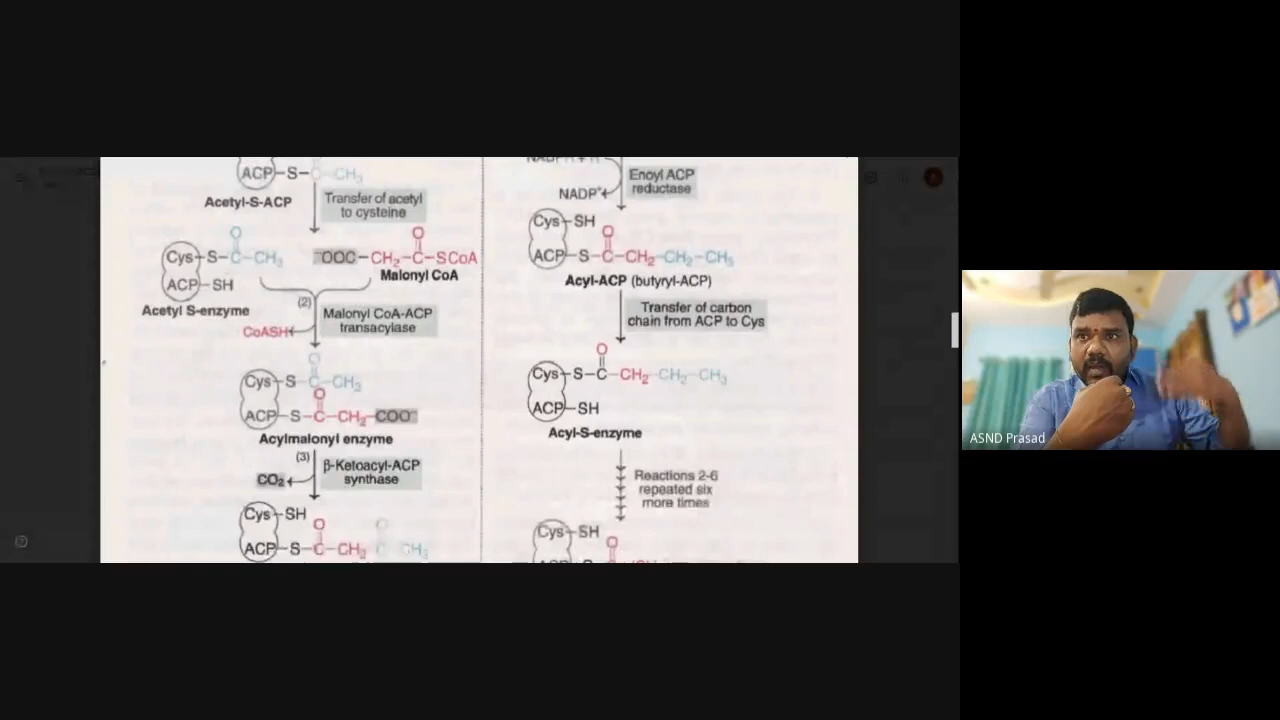 ACP-S-C-CH3
Acetyl-S-ACP
Transfer of acetyl
to cysteine
O
Cys-S-C-CH3
ACP-SH
Acetyl S-enzyme
O
-OOC-CH2-C-SCoA
Malonyl CoA
(2)
CoASH
Malonyl CoA-ACP
transacylase
O
Cys-S-C-CH3
O
ACP-S-C-CH2-COO-
Acylmalonyl enzyme
(3)
CO2
β-Ketoacyl-ACP
synthase
Cys-SH
O O
ACP-S-C-CH2 C CH3
NADPH + H+
NADP+
Enoyl ACP
reductase
Cys-SH
O
ACP-S-C-CH2-CH2-CH3
Acyl-ACP (butyryl-ACP)
Transfer of carbon
chain from ACP to Cys
O
Cys-S-C-CH2-CH2-CH3
ACP-SH
Acyl-S-enzyme
Reactions 2-6
repeated six
more times
Cys-SH
O
ASND Prasad